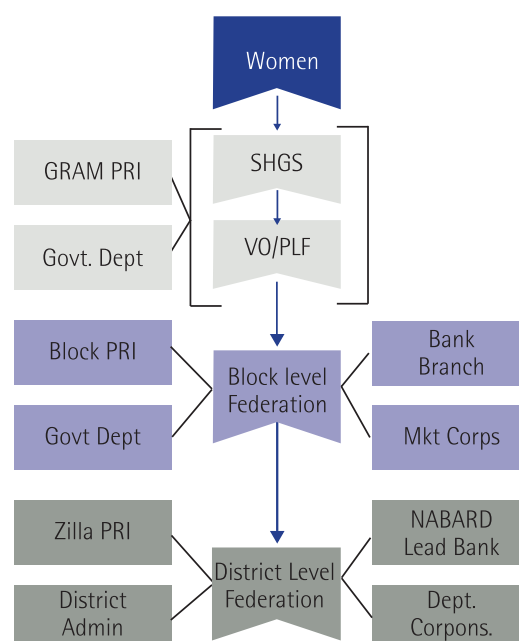 Women
SHGS
GRAM PRI
VO/PLF
Govt. Dept
Block PRI
Bank
Branch
Block level
Federation
Govt Dept
Mkt Corps
Zilla PRI
NABARD
Lead Bank
District Level
Federation
District
Admin
Dept.
Corpons.